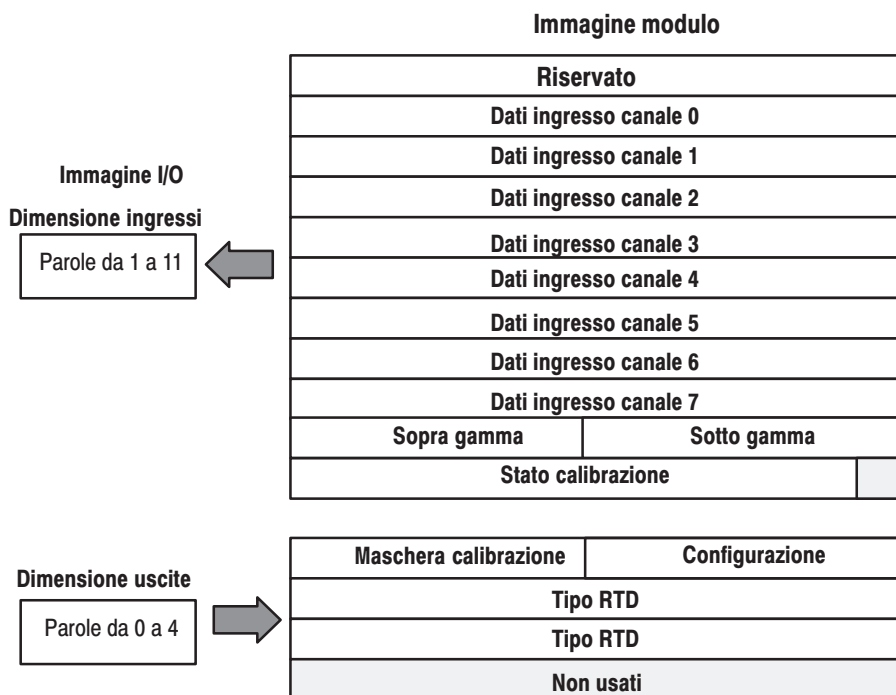 Immagine modulo
Riservato
Dati ingresso canale 0
Dati ingresso canale 1
Immagine I/O
Dati ingresso canale 2
Dimensione ingressi
Parole da 1 a 11
Dati ingresso canale 3
Dati ingresso canale 4
Dati ingresso canale 5
Dati ingresso canale 6
Dati ingresso canale 7
Sopra gamma
Sotto gamma
Stato calibrazione
Maschera calibrazione
Configurazione
Dimensione uscite
Parole da 0 a 4
Tipo RTD
Tipo RTD
Non usati